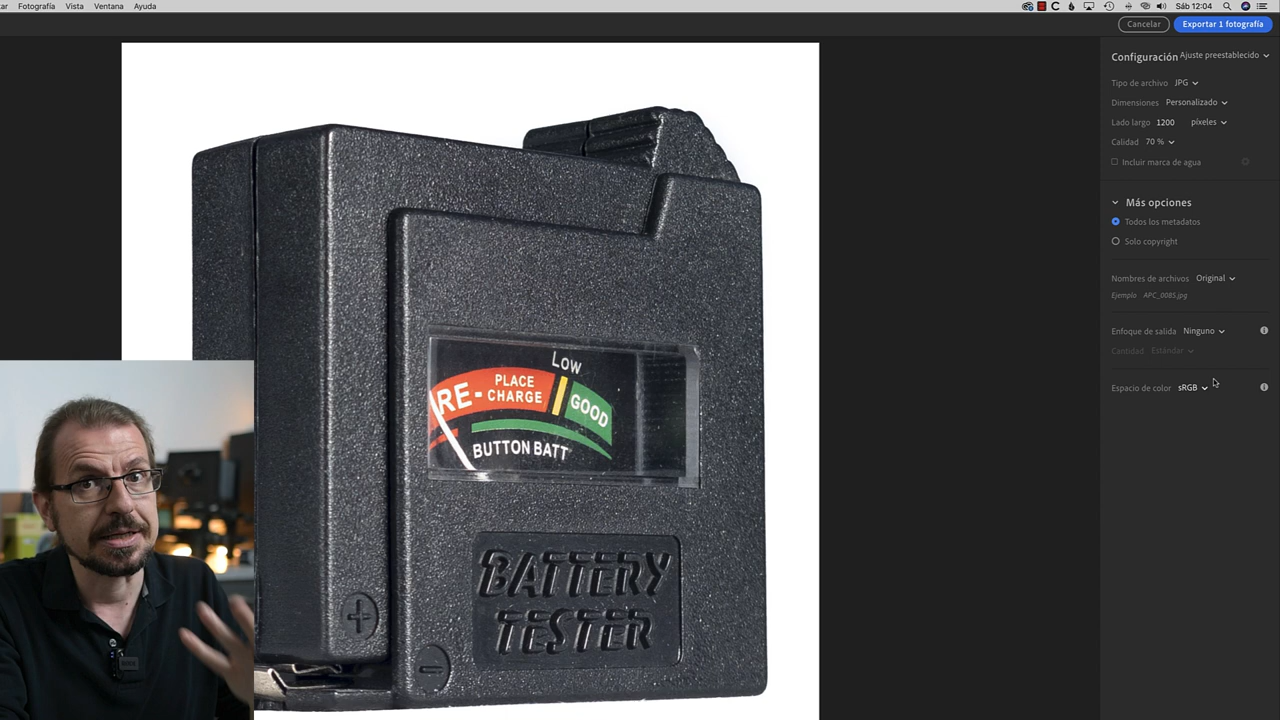 Fotografía Vista Ventana Ayuda
Sáb 12:04
Cancelar Exportar 1 fotografía
Configuración Ajuste preestablecido
Tipo de archivo JPG
Dimensiones Personalizado
Lado largo 1200 píxeles
Calidad 70 %
Incluir marca de agua
Más opciones
Todos los metadatos
Solo copyright
Nombres de archivos Original
Ejemplo APC_0085.jpg
Enfoque de salida Ninguno
Cantidad Estándar
Espacio de color sRGB
Low
RE-
PLACE
CHARGE
GOOD
BUTTON BATT
BATTERY
TESTER